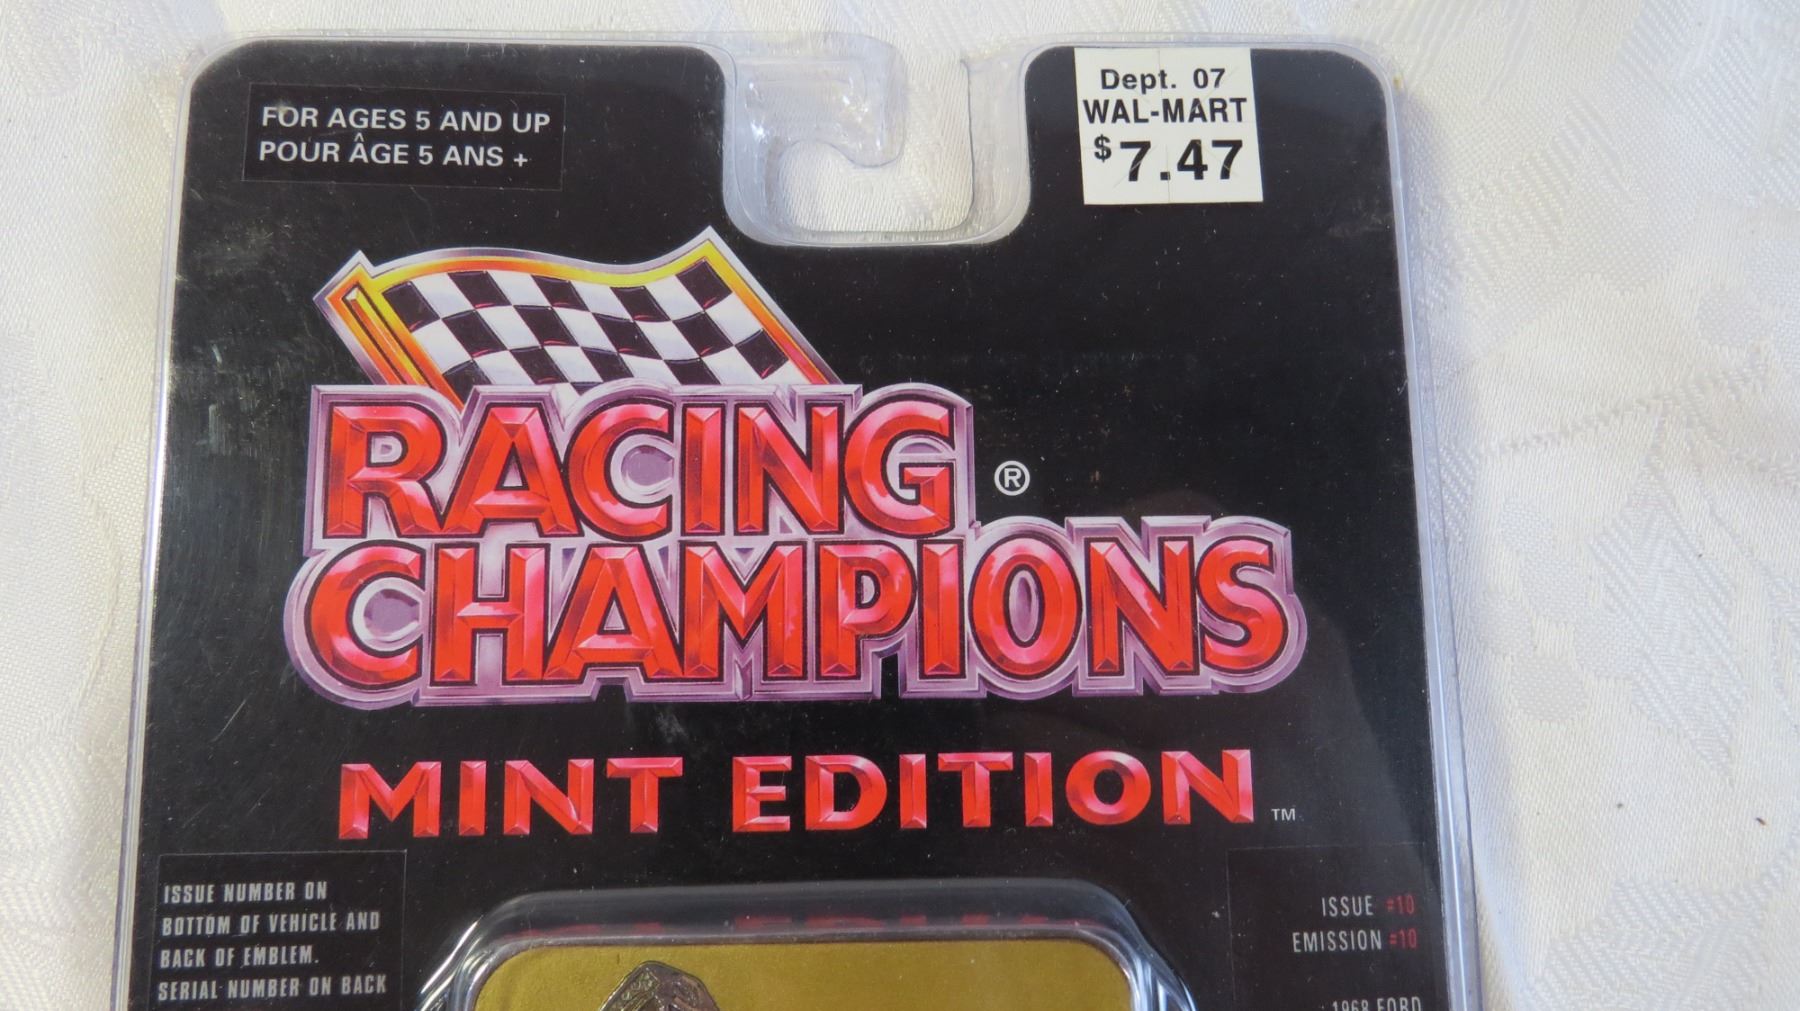 FOR AGES 5 AND UP
POUR ÂGE 5 ANS +
Dept. 07
WAL-MART
$7.47
RACING
CHAMPIONS ®
MINT EDITION ™
ISSUE NUMBER ON
BOTTOM OF VEHICLE AND
BACK OF EMBLEM.
SERIAL NUMBER ON BACK
ISSUE #10
EMISSION #10
1968 FORD